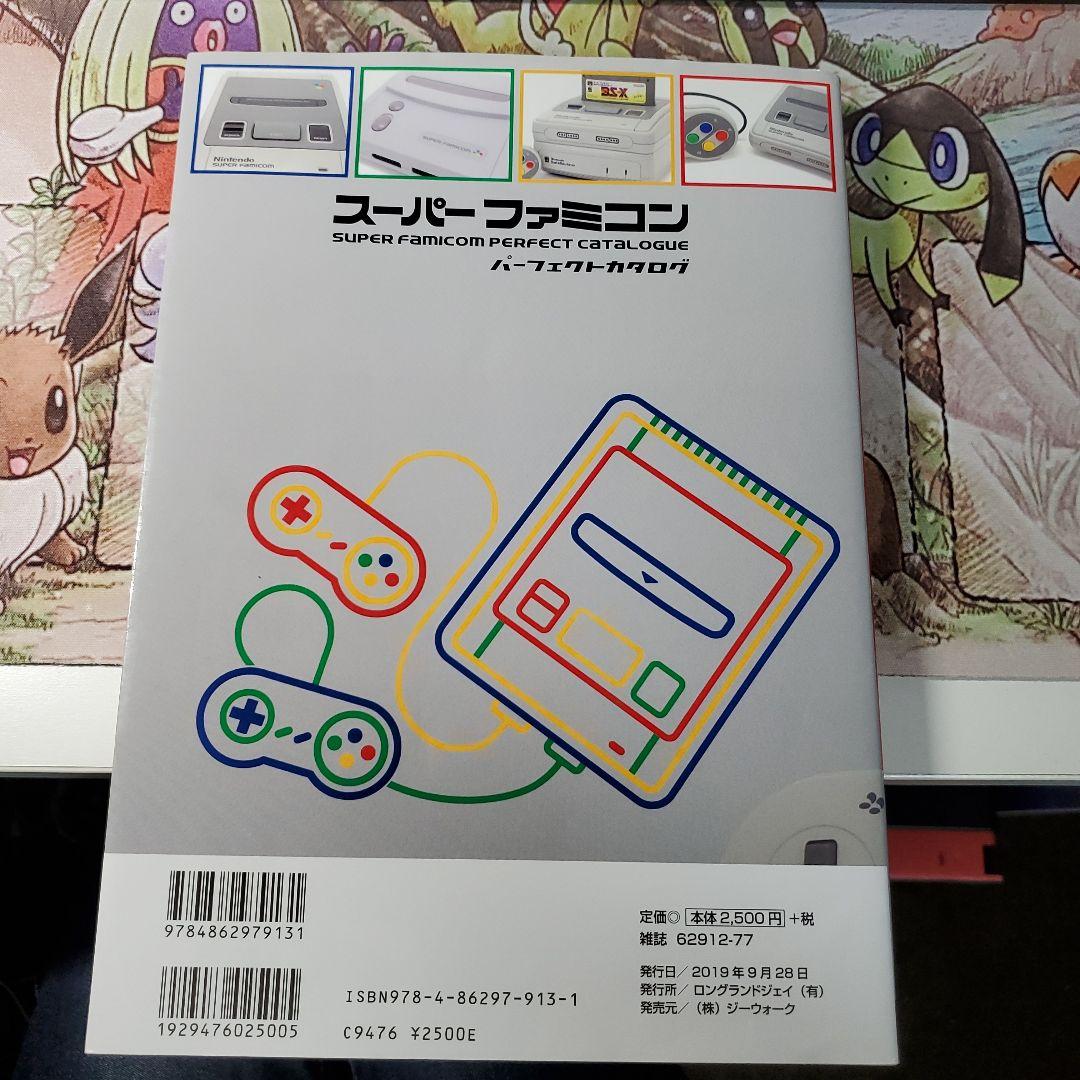 Nintendo
SUPER FAMICOM
SUPER FAMICOM
BS-X
スーパーファミコン
SUPER FAMICOM PERFECT CATALOGUE
パーフェクトカタログ
9784862979131
1929476025005
ISBN978-4-86297-913-1
C9476 ¥2500E
定価◎ 本体2,500円 +税
雑誌 62912-77
発行日/2019年9月28日
発行所/ロングランドジェイ(有)
発売元/(株)ジーウォーク